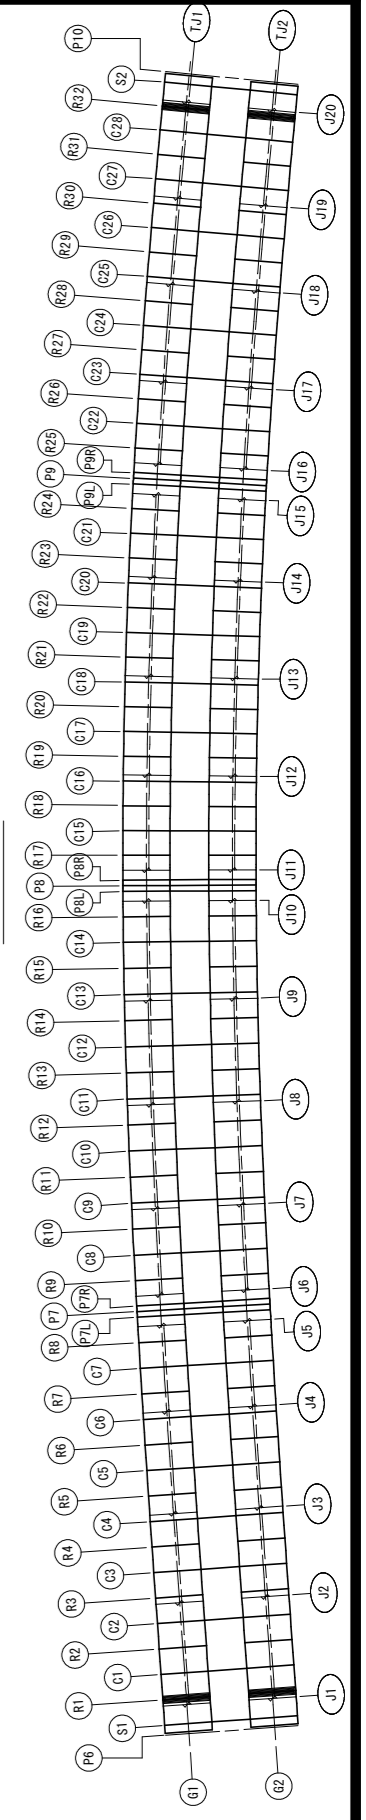 P10
S2
R32
C28
R31
C27
R30
C26
R29
C25
R28
C24
R27
C23
R26
C22
R25
P9R
P9
P9L
R24
C21
R23
C20
R22
C19
R21
C18
R20
C17
R19
C16
R18
C15
R17
P8R
P8
P8L
R16
C14
R15
C13
R14
C12
R13
C11
R12
C10
R11
C9
R10
C8
R9
P7R
P7
P7L
R8
C7
R7
C6
R6
C5
R5
C4
R4
C3
R3
C2
R2
C1
R1
S1
P6
TJ1
TJ2
G1
G2
J20
J19
J18
J17
J16
J15
J14
J13
J12
J11
J10
J9
J8
J7
J6
J5
J4
J3
J2
J1